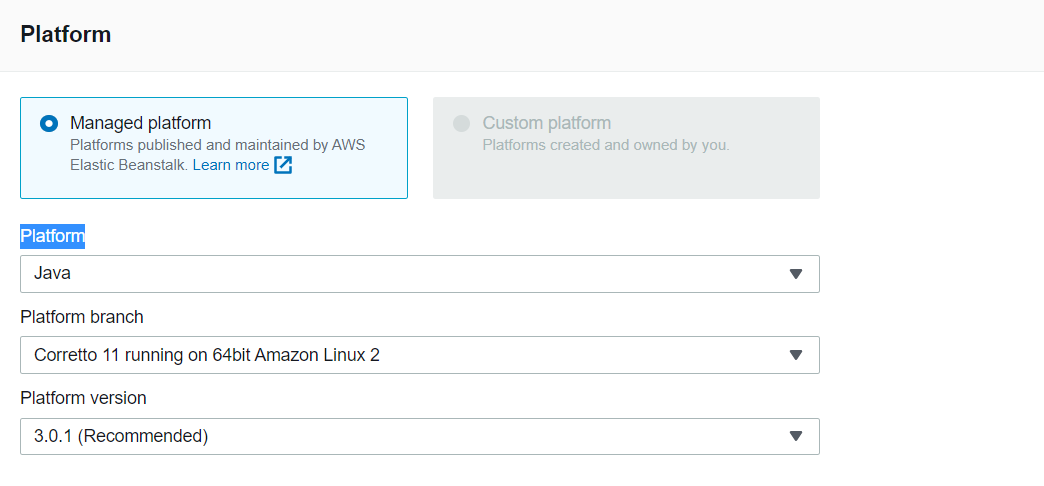 Platform
Managed platform
Platforms published and maintained by AWS
Elastic Beanstalk. Learn more
Custom platform
Platforms created and owned by you.
Platform
Java
Platform branch
Corretto 11 running on 64bit Amazon Linux 2
Platform version
3.0.1 (Recommended)